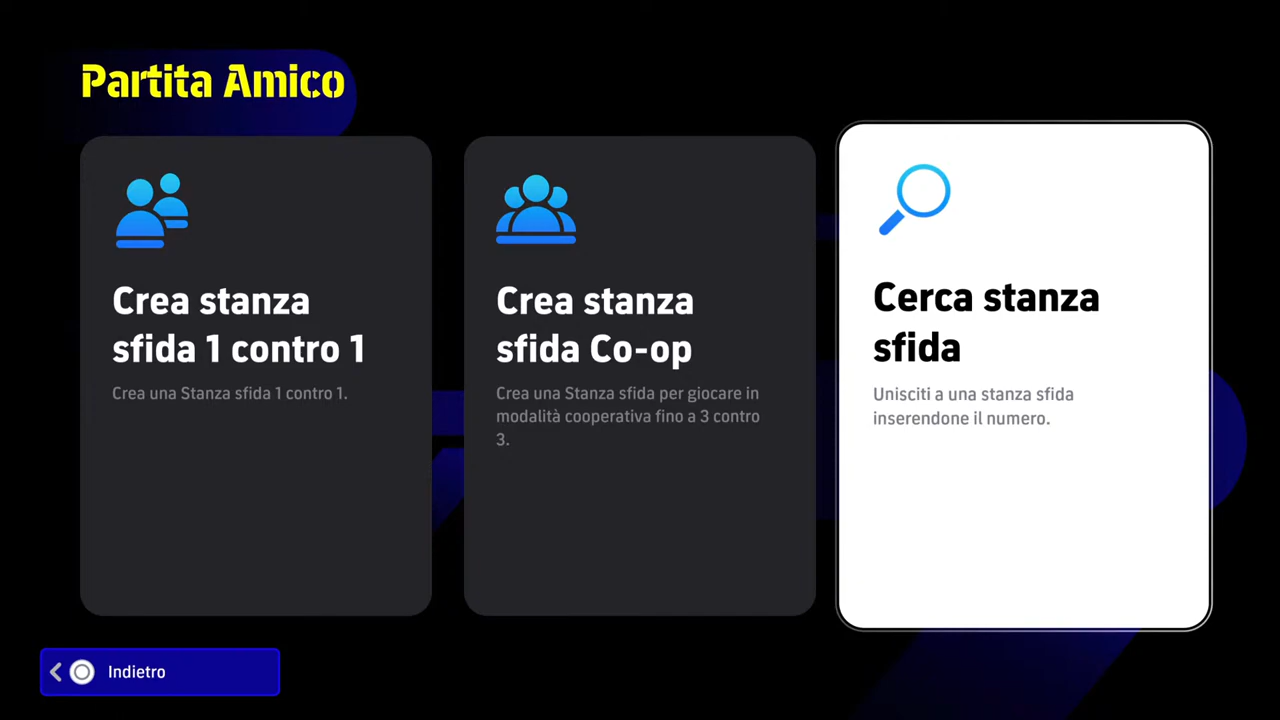 Partita Amico
Crea stanza
sfida 1 contro 1
Crea una Stanza sfida 1 contro 1.
Crea stanza
sfida Co-op
Crea una Stanza sfida per giocare in
modalità cooperativa fino a 3 contro
3.
Cerca stanza
sfida
Unisciti a una stanza sfida
inserendone il numero.
Indietro